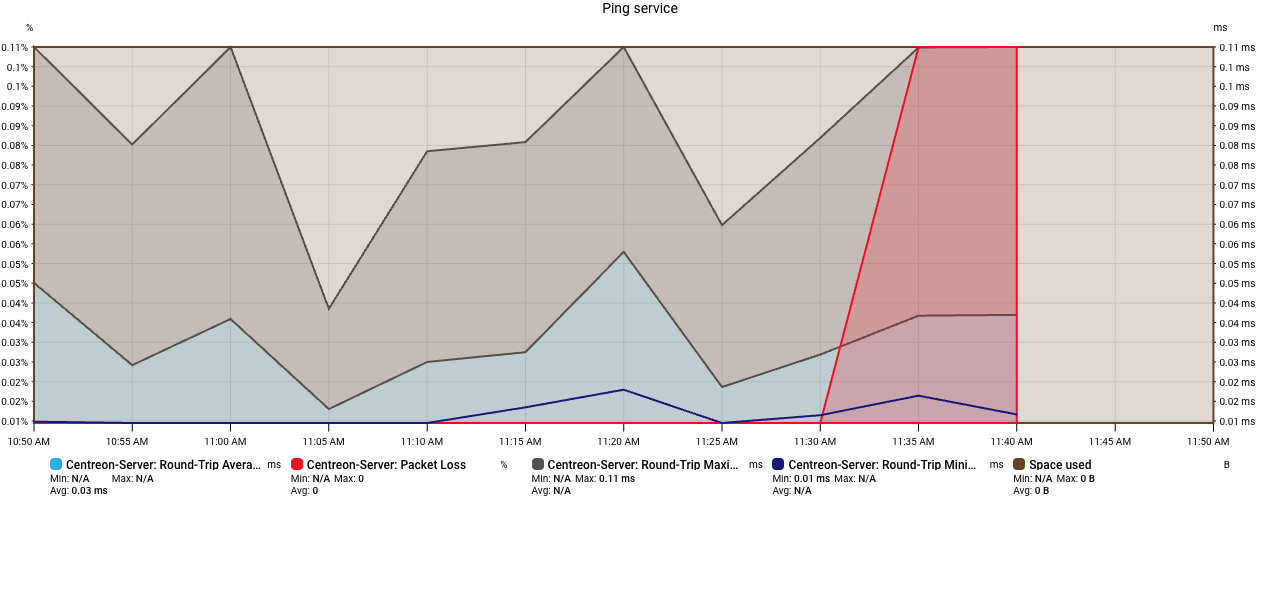 Ping service
% ms
0.11% 0.11 ms
0.1% 0.1 ms
0.1% 0.1 ms
0.09% 0.09 ms
0.09% 0.09 ms
0.08% 0.08 ms
0.08% 0.08 ms
0.07% 0.07 ms
0.07% 0.07 ms
0.06% 0.06 ms
0.06% 0.06 ms
0.05% 0.05 ms
0.05% 0.05 ms
0.04% 0.04 ms
0.04% 0.04 ms
0.03% 0.03 ms
0.03% 0.03 ms
0.02% 0.02 ms
0.02% 0.02 ms
0.01% 0.01 ms
10:50 AM 10:55 AM 11:00 AM 11:05 AM 11:10 AM 11:15 AM 11:20 AM 11:25 AM 11:30 AM 11:35 AM 11:40 AM 11:45 AM 11:50 AM
Centreon-Server: Round-Trip Avera... ms Centreon-Server: Packet Loss % Centreon-Server: Round-Trip Maxi... ms Centreon-Server: Round-Trip Mini... ms Space used B
Min: N/A Max: N/A Min: N/A Max: 0 Min: N/A Max: 0.11 ms Min: 0.01 ms Max: N/A Min: N/A Max: 0 B
Avg: 0.03 ms Avg: 0 Avg: N/A Avg: N/A Avg: 0 B